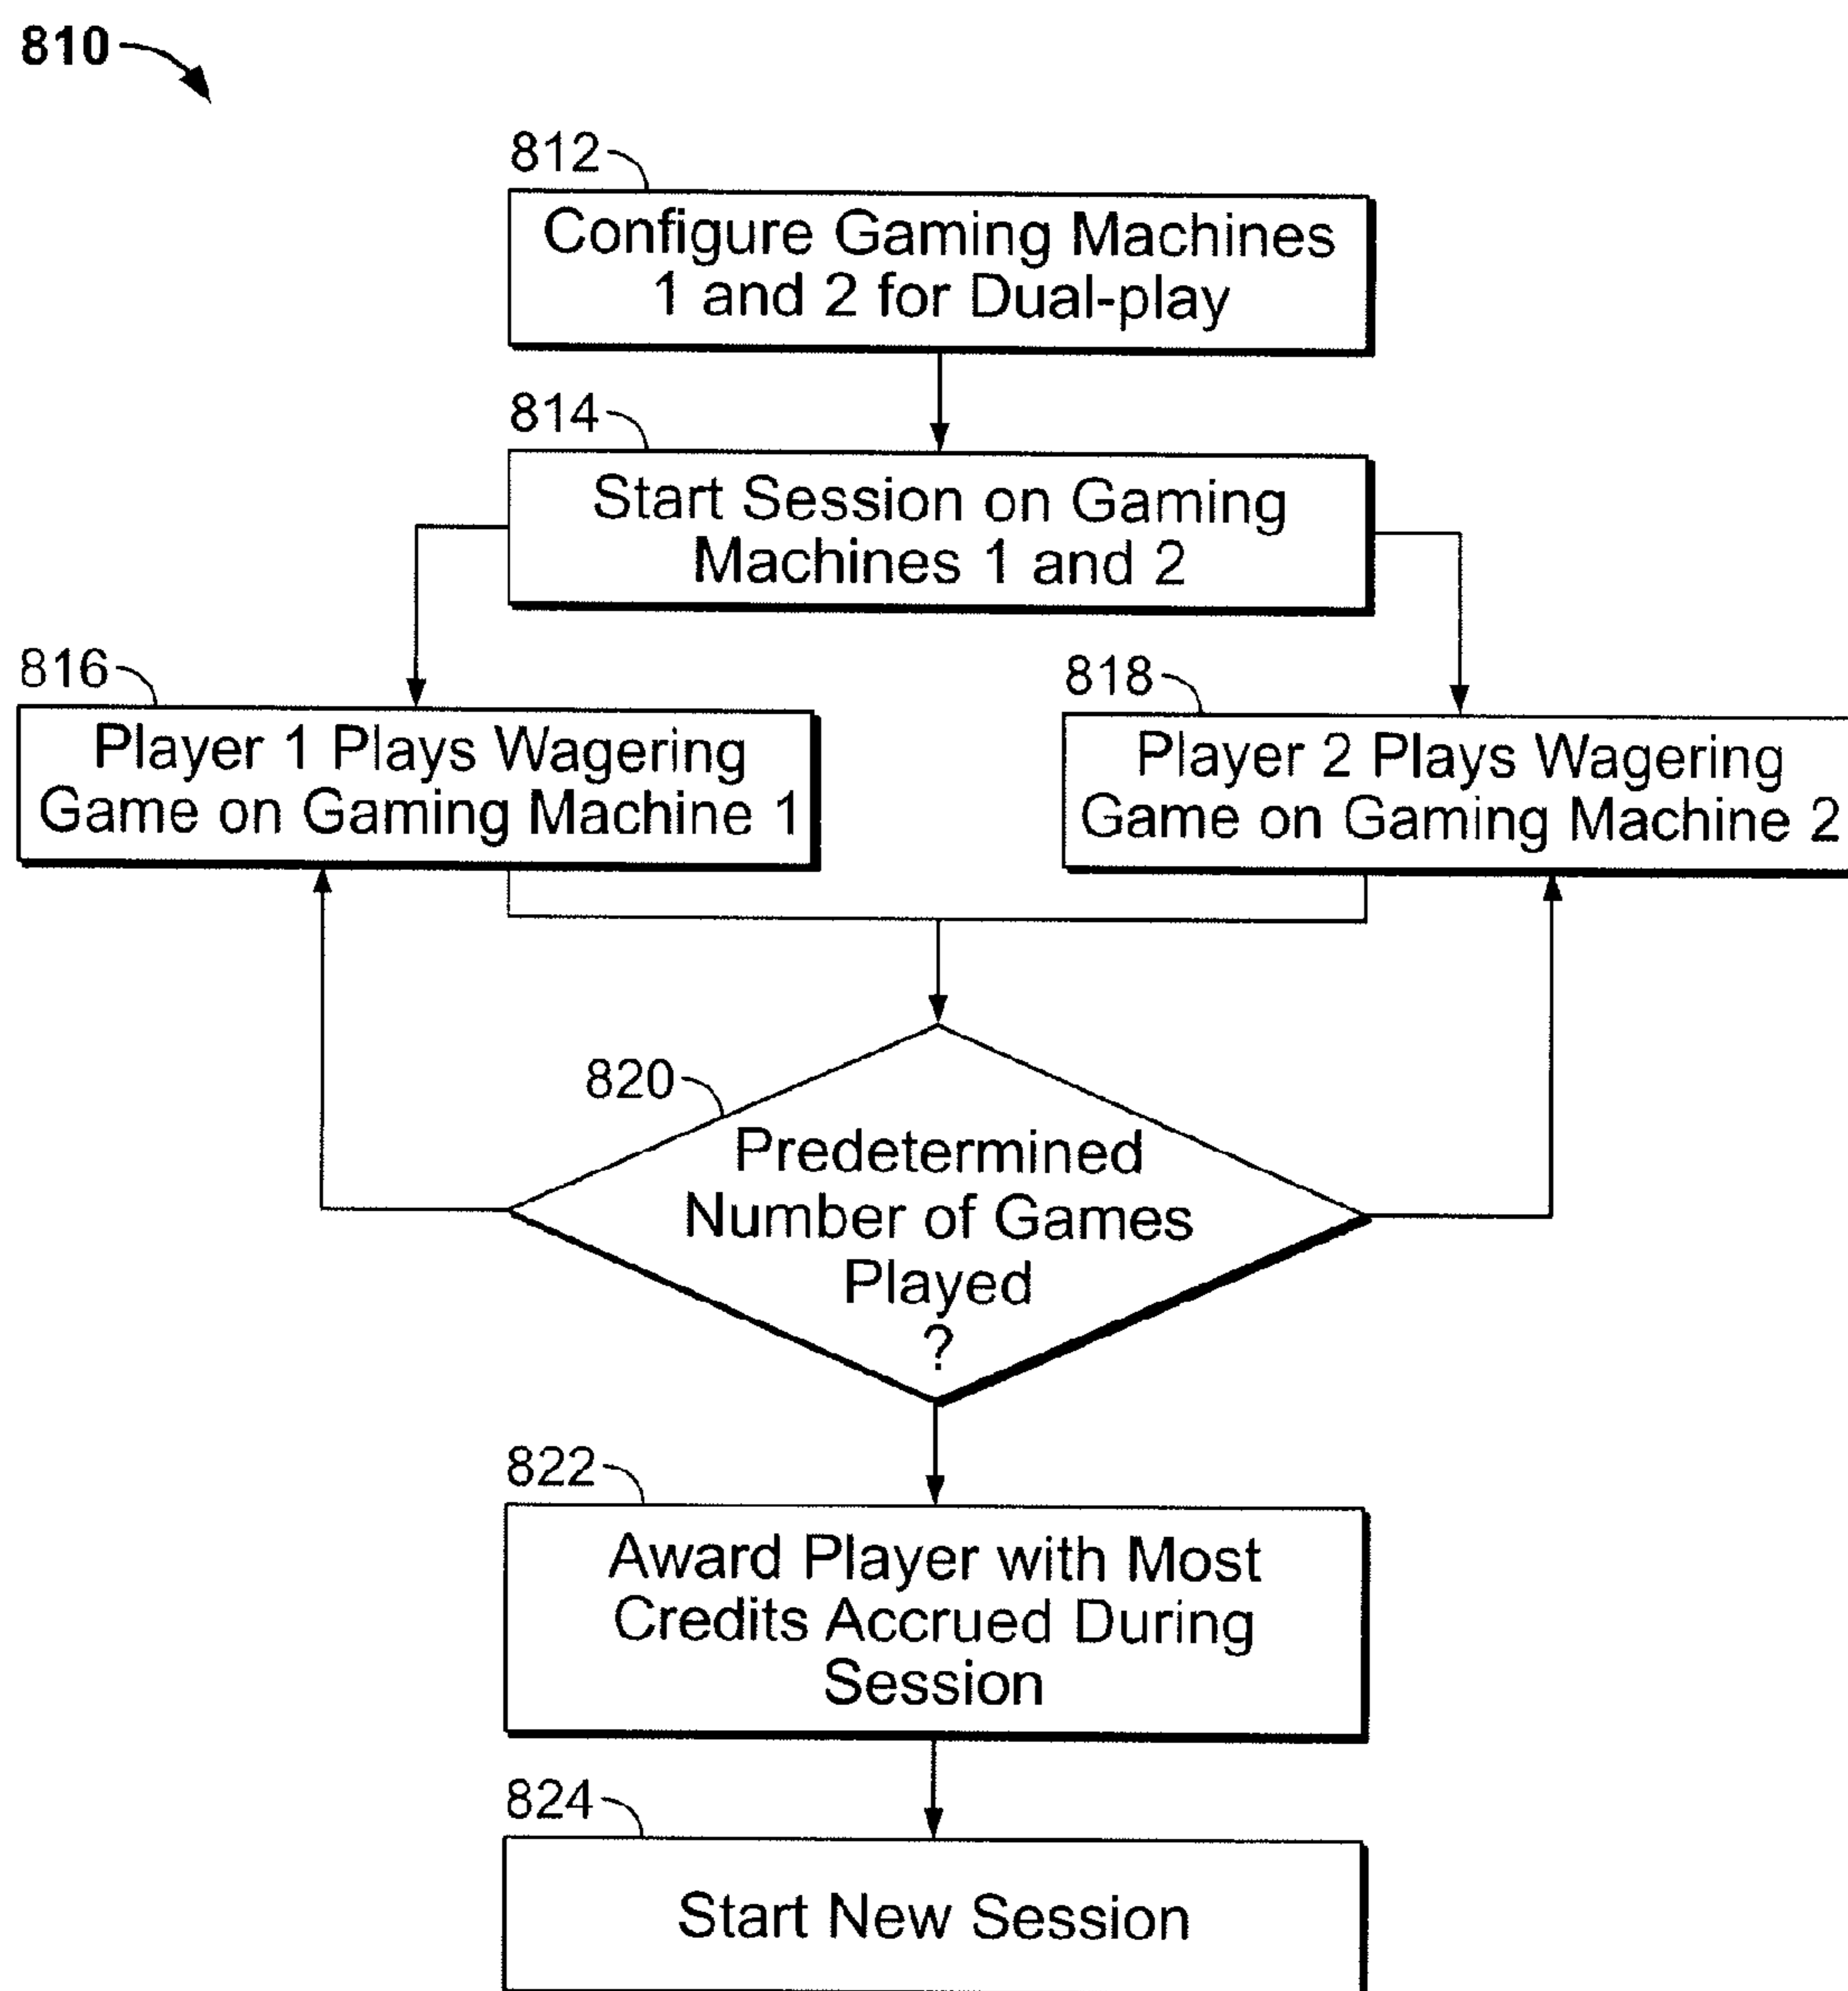 810
812
Configure Gaming Machines
1 and 2 for Dual-play
814
Start Session on Gaming
Machines 1 and 2
816
Player 1 Plays Wagering
Game on Gaming Machine 1
818
Player 2 Plays Wagering
Game on Gaming Machine 2
820
Predetermined
Number of Games
Played
?
822
Award Player with Most
Credits Accrued During
Session
824
Start New Session